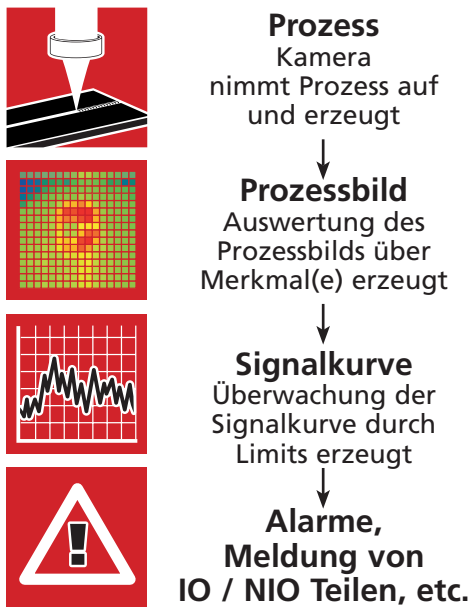 Prozess
Kamera
nimmt Prozess auf
und erzeugt
Prozessbild
Auswertung des
Prozessbilds über
Merkmal(e) erzeugt
Signalkurve
Überwachung der
Signalkurve durch
Limits erzeugt
Alarme,
Meldung von
IO / NIO Teilen, etc.